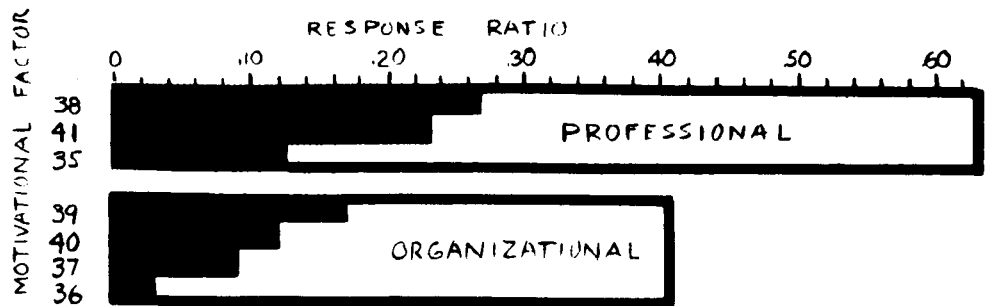 RESPONSE RATIO
0 .10 .20 .30 .40 .50 .60
MOTIVATIONAL FACTOR
38
41 PROFESSIONAL
35
39
40 ORGANIZATIONAL
37
36